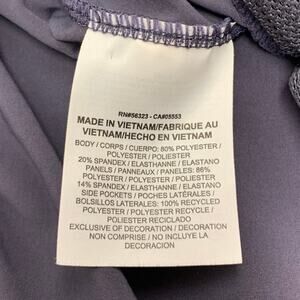 RN#56323 - CA#05553
MADE IN VIETNAM/FABRIQUE AU
VIETNAM/HECHO EN VIETNAM
BODY / CORPS / CUERPO: 80% POLYESTER /
POLYESTER / POLIESTER
20% SPANDEX / ELASTHANNE / ELASTANO
PANELS / PANNEAUX / PANELES: 86%
POLYESTER / POLYESTER / POLIESTER
14% SPANDEX / ELASTHANNE / ELASTANO
SIDE POCKETS / POCHES LATÉRALES /
BOLSILLOS LATERALES: 100% RECYCLED
POLYESTER / POLYESTER RECYCLE /
POLIESTER RECICLADO
EXCLUSIVE OF DECORATION / DECORATION
NON COMPRISE / NO INCLUYE LA
DECORACION